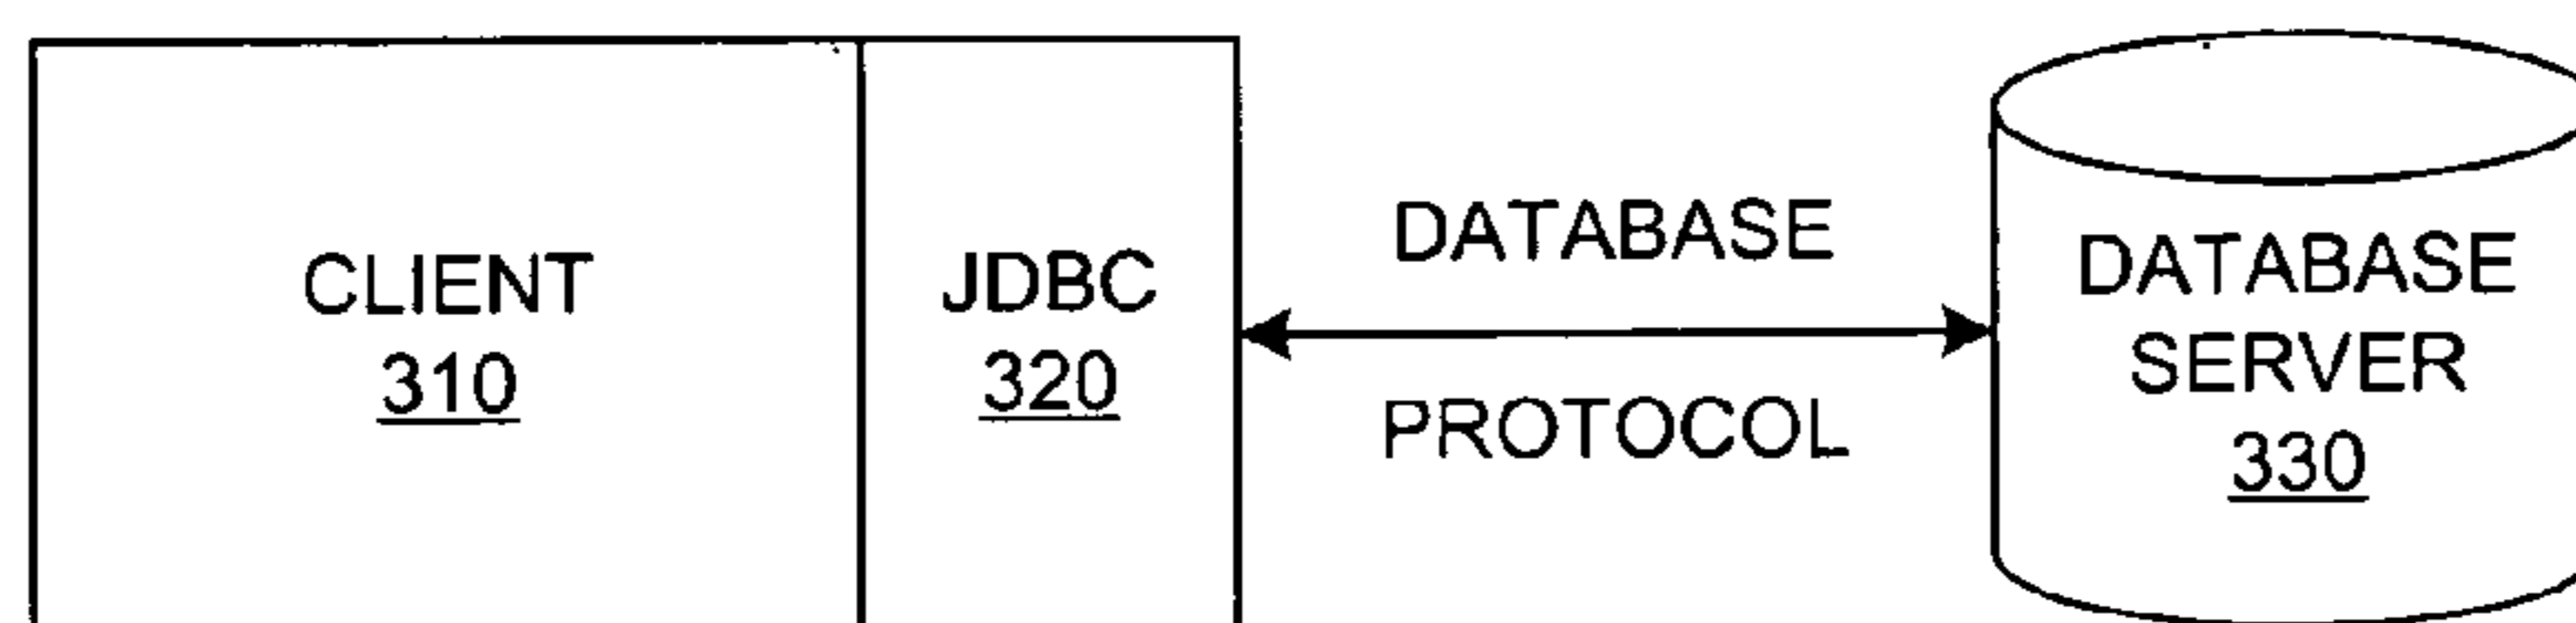 CLIENT
310
JDBC
320
DATABASE
PROTOCOL
DATABASE
SERVER
330